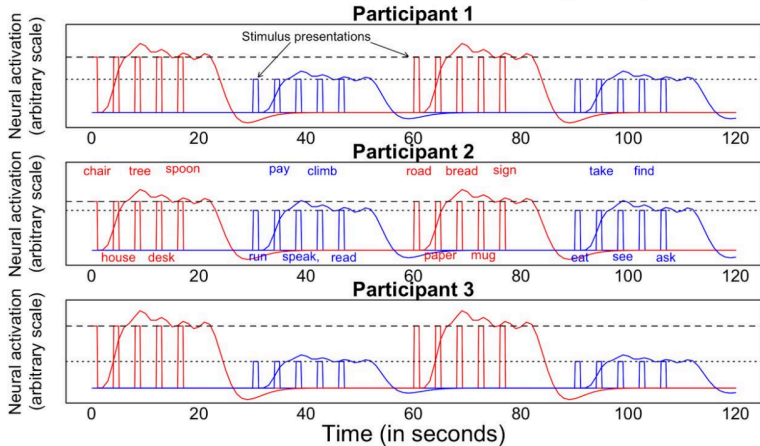 Participant 1
Neural activation
(arbitrary scale)
Stimulus presentations
0 20 40 60 80 100 120
Participant 2
Neural activation
(arbitrary scale)
chair tree spoon pay climb road bread sign take find
house desk run speak, read paper mug eat see ask
0 20 40 60 80 100 120
Participant 3
Neural activation
(arbitrary scale)
0 20 40 60 80 100 120
Time (in seconds)